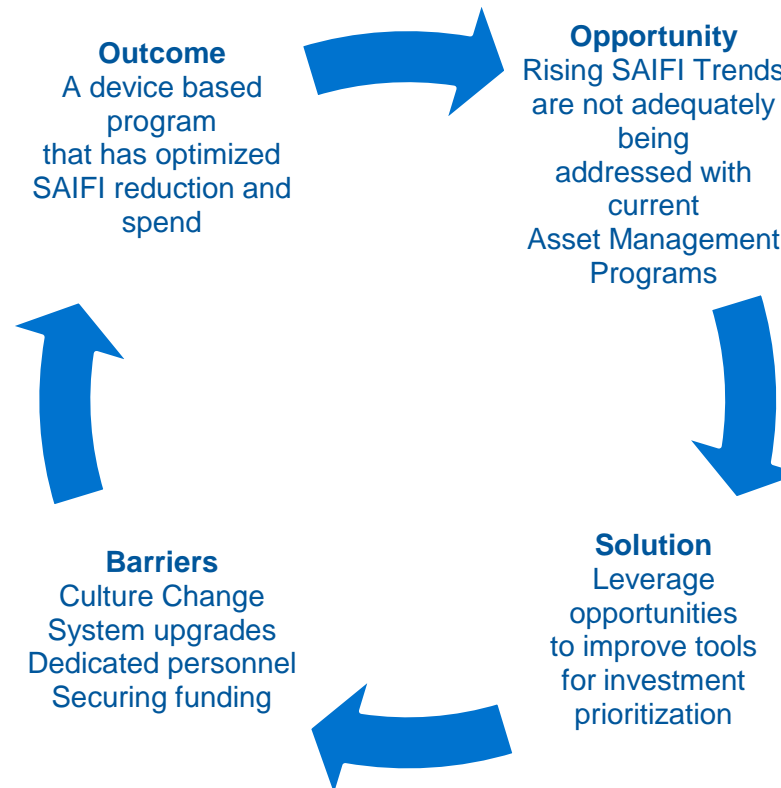 Outcome
A device based
program
that has optimized
SAIFI reduction and
spend
Opportunity
Rising SAIFI Trends
are not adequately
being
addressed with
current
Asset Management
Programs
Solution
Leverage
opportunities
to improve tools
for investment
prioritization
Barriers
Culture Change
System upgrades
Dedicated personnel
Securing funding